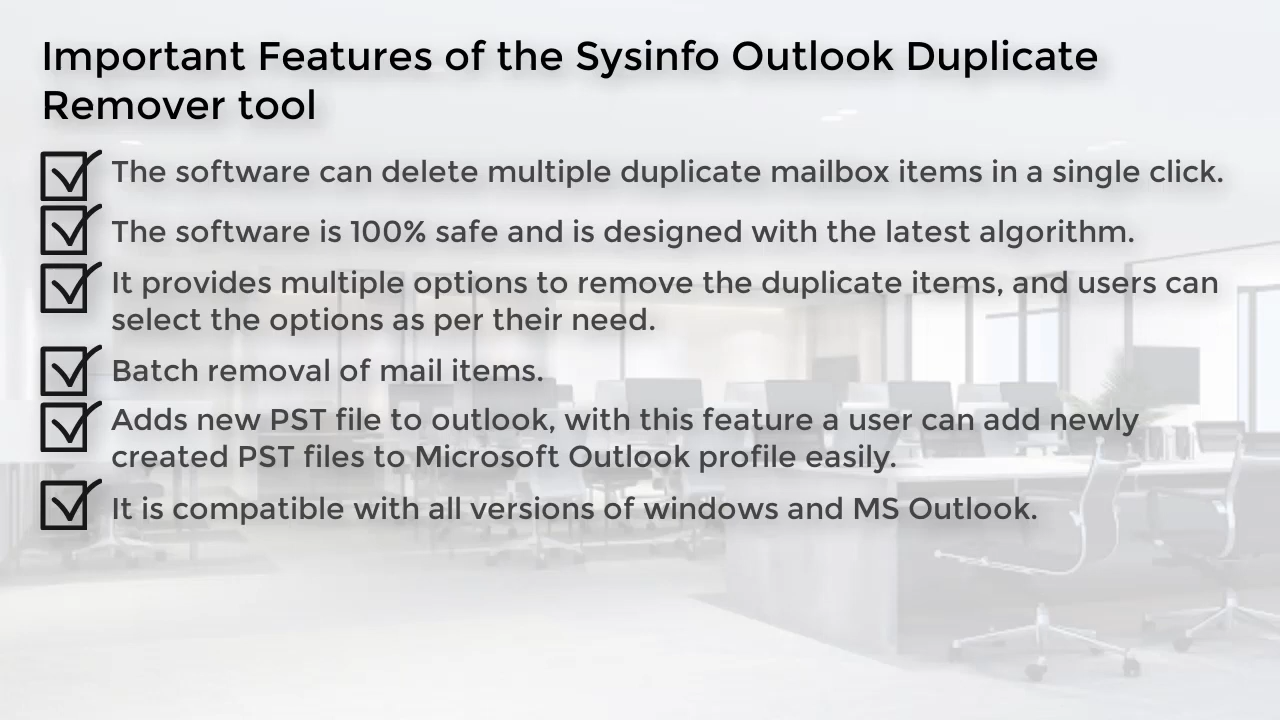 Important Features of the Sysinfo Outlook Duplicate
Remover tool
The software can delete multiple duplicate mailbox items in a single click.
The software is 100% safe and is designed with the latest algorithm.
It provides multiple options to remove the duplicate items, and users can
select the options as per their need.
Batch removal of mail items.
Adds new PST file to outlook, with this feature a user can add newly
created PST files to Microsoft Outlook profile easily.
It is compatible with all versions of windows and MS Outlook.